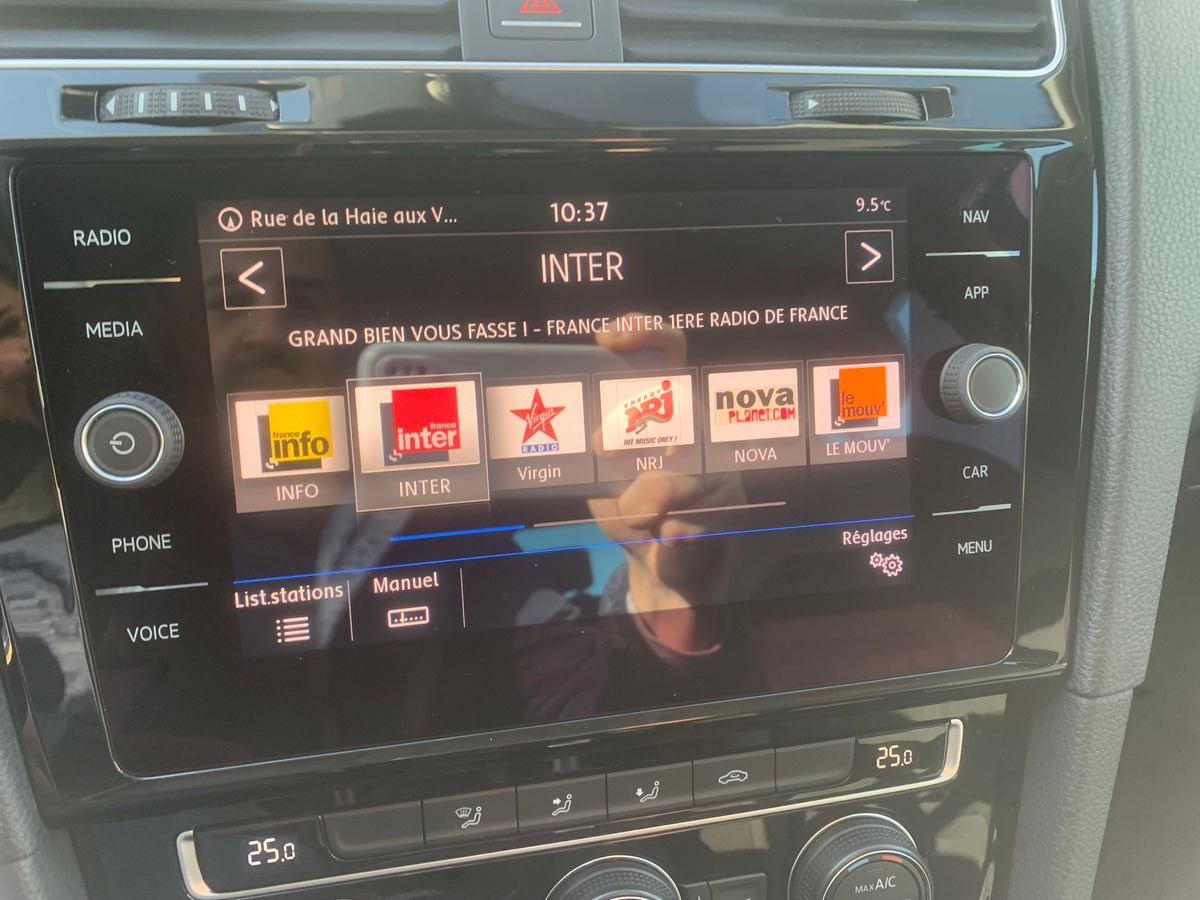 RADIO
MEDIA
PHONE
VOICE
Rue de la Haie aux V...
10:37
9.5°C
<
INTER
>
GRAND BIEN VOUS FASSE ! - FRANCE INTER 1ERE RADIO DE FRANCE
france
info
INFO
france
inter
INTER
Virgin
RADIO
Virgin
ENERGY
NRJ
HIT MUSIC ONLY !
NRJ
nova
PLANET.COM
NOVA
le
mouv'
LE MOUV'
Réglages
List.stations
Manuel
NAV
APP
CAR
MENU
25.0
25.0
MAX A/C